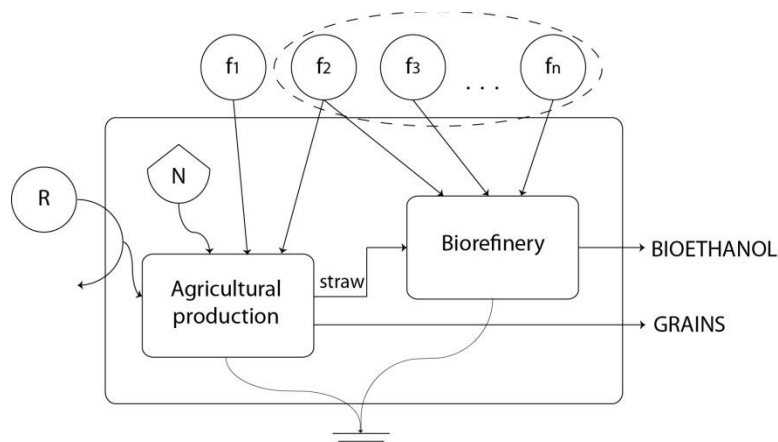 f1
f2
f3
...
fn
R
N
Agricultural
production
straw
Biorefinery
BIOETHANOL
GRAINS